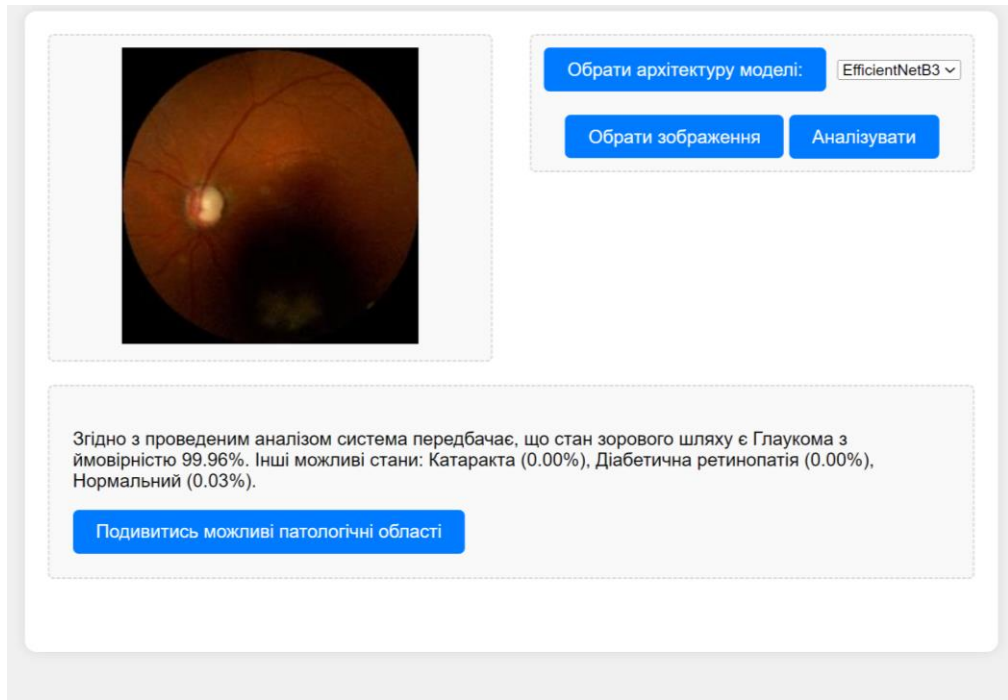 Обрати архітектуру моделі: EfficientNetB3
Обрати зображення Аналізувати
Згідно з проведеним аналізом система передбачає, що стан зорового шляху є Глаукома з
ймовірністю 99.96%. Інші можливі стани: Катаракта (0.00%), Діабетична ретинопатія (0.00%),
Нормальний (0.03%).
Подивитись можливі патологічні області